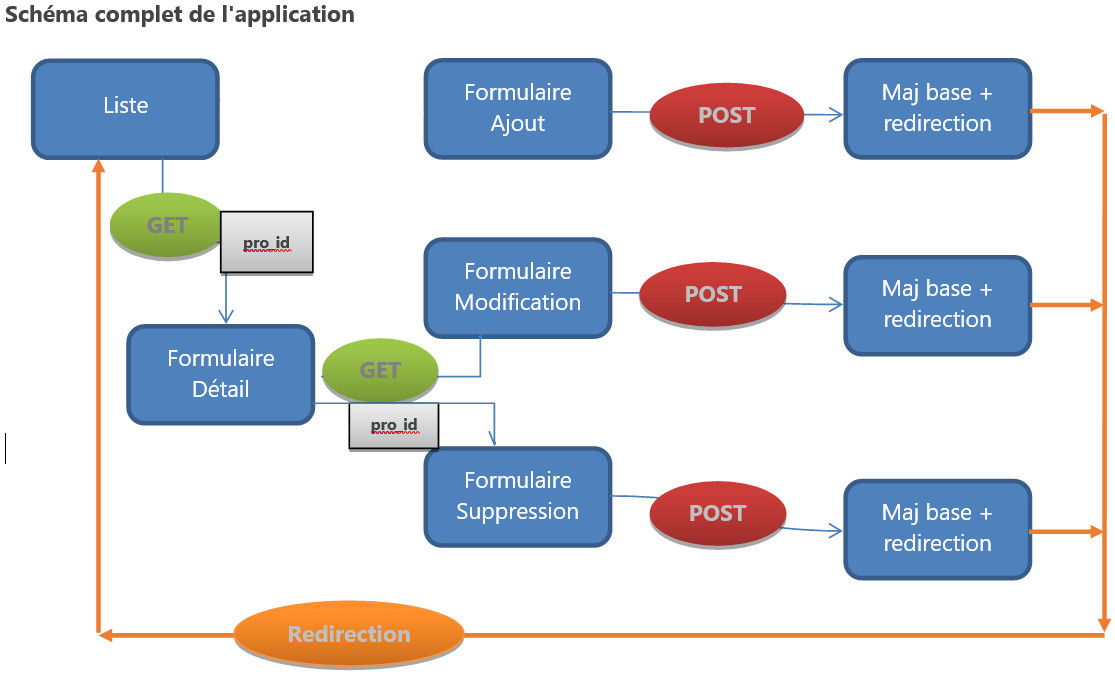 Schéma complet de l'application
Liste
Formulaire
Ajout
POST
Maj base +
redirection
GET
pro_id
Formulaire
Modification
POST
Maj base +
redirection
Formulaire
Détail
GET
pro_id
Formulaire
Suppression
POST
Maj base +
redirection
Redirection